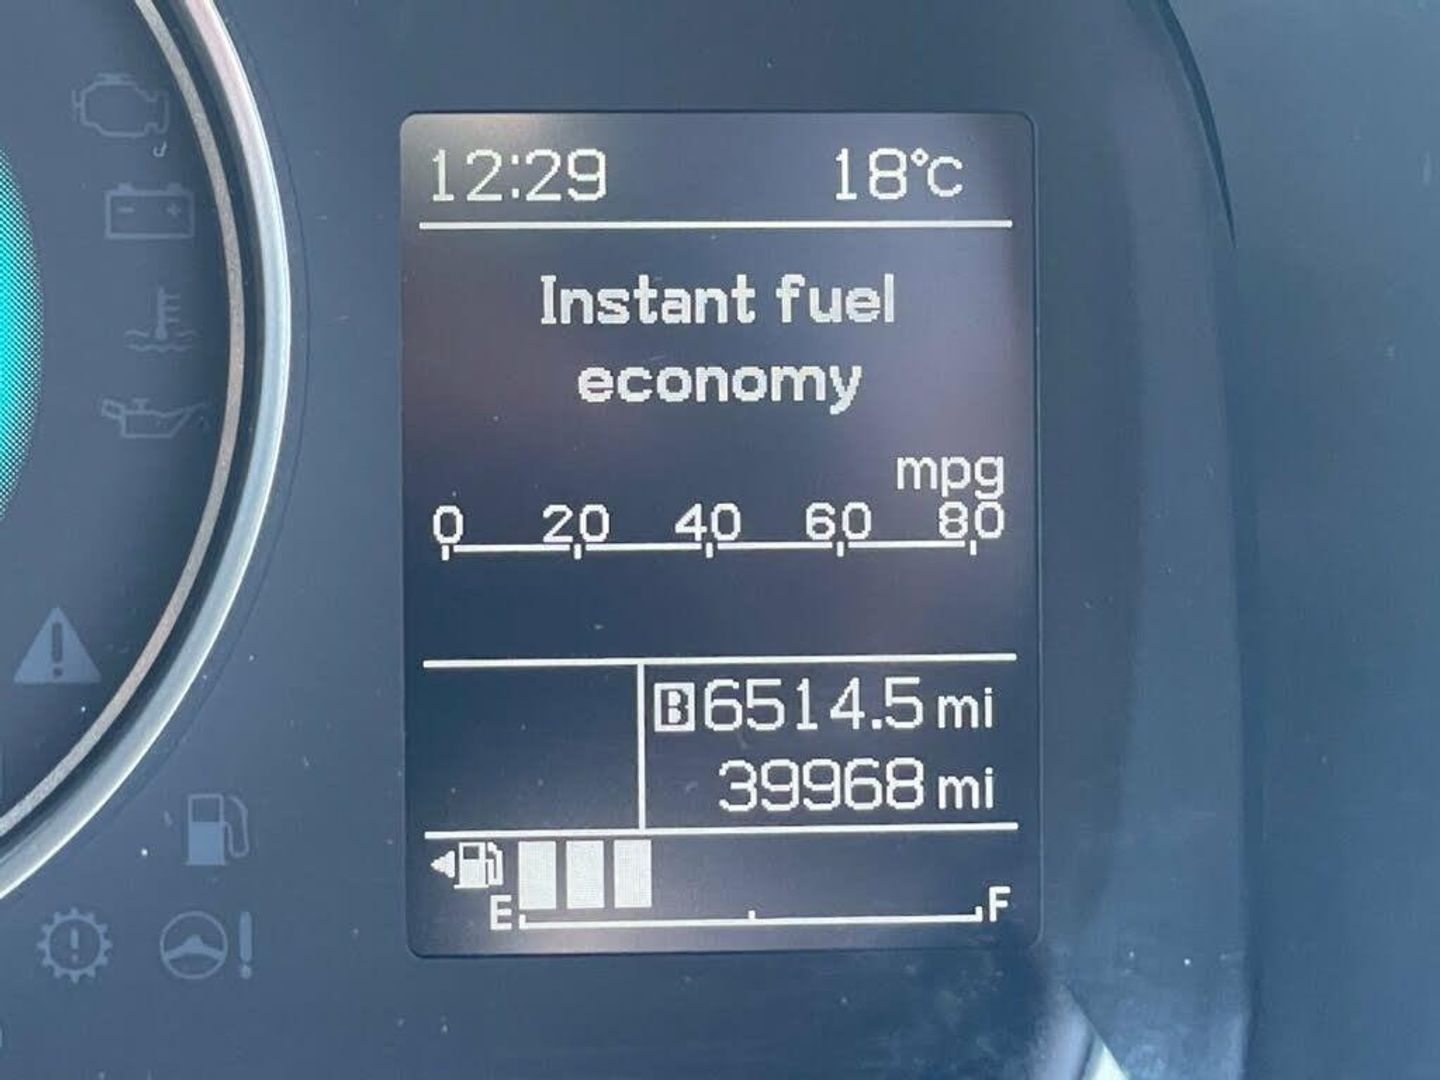 12:29 18°C
Instant fuel
economy
mpg
0 20 40 60 80
B 6514.5 mi
39968 mi
E F